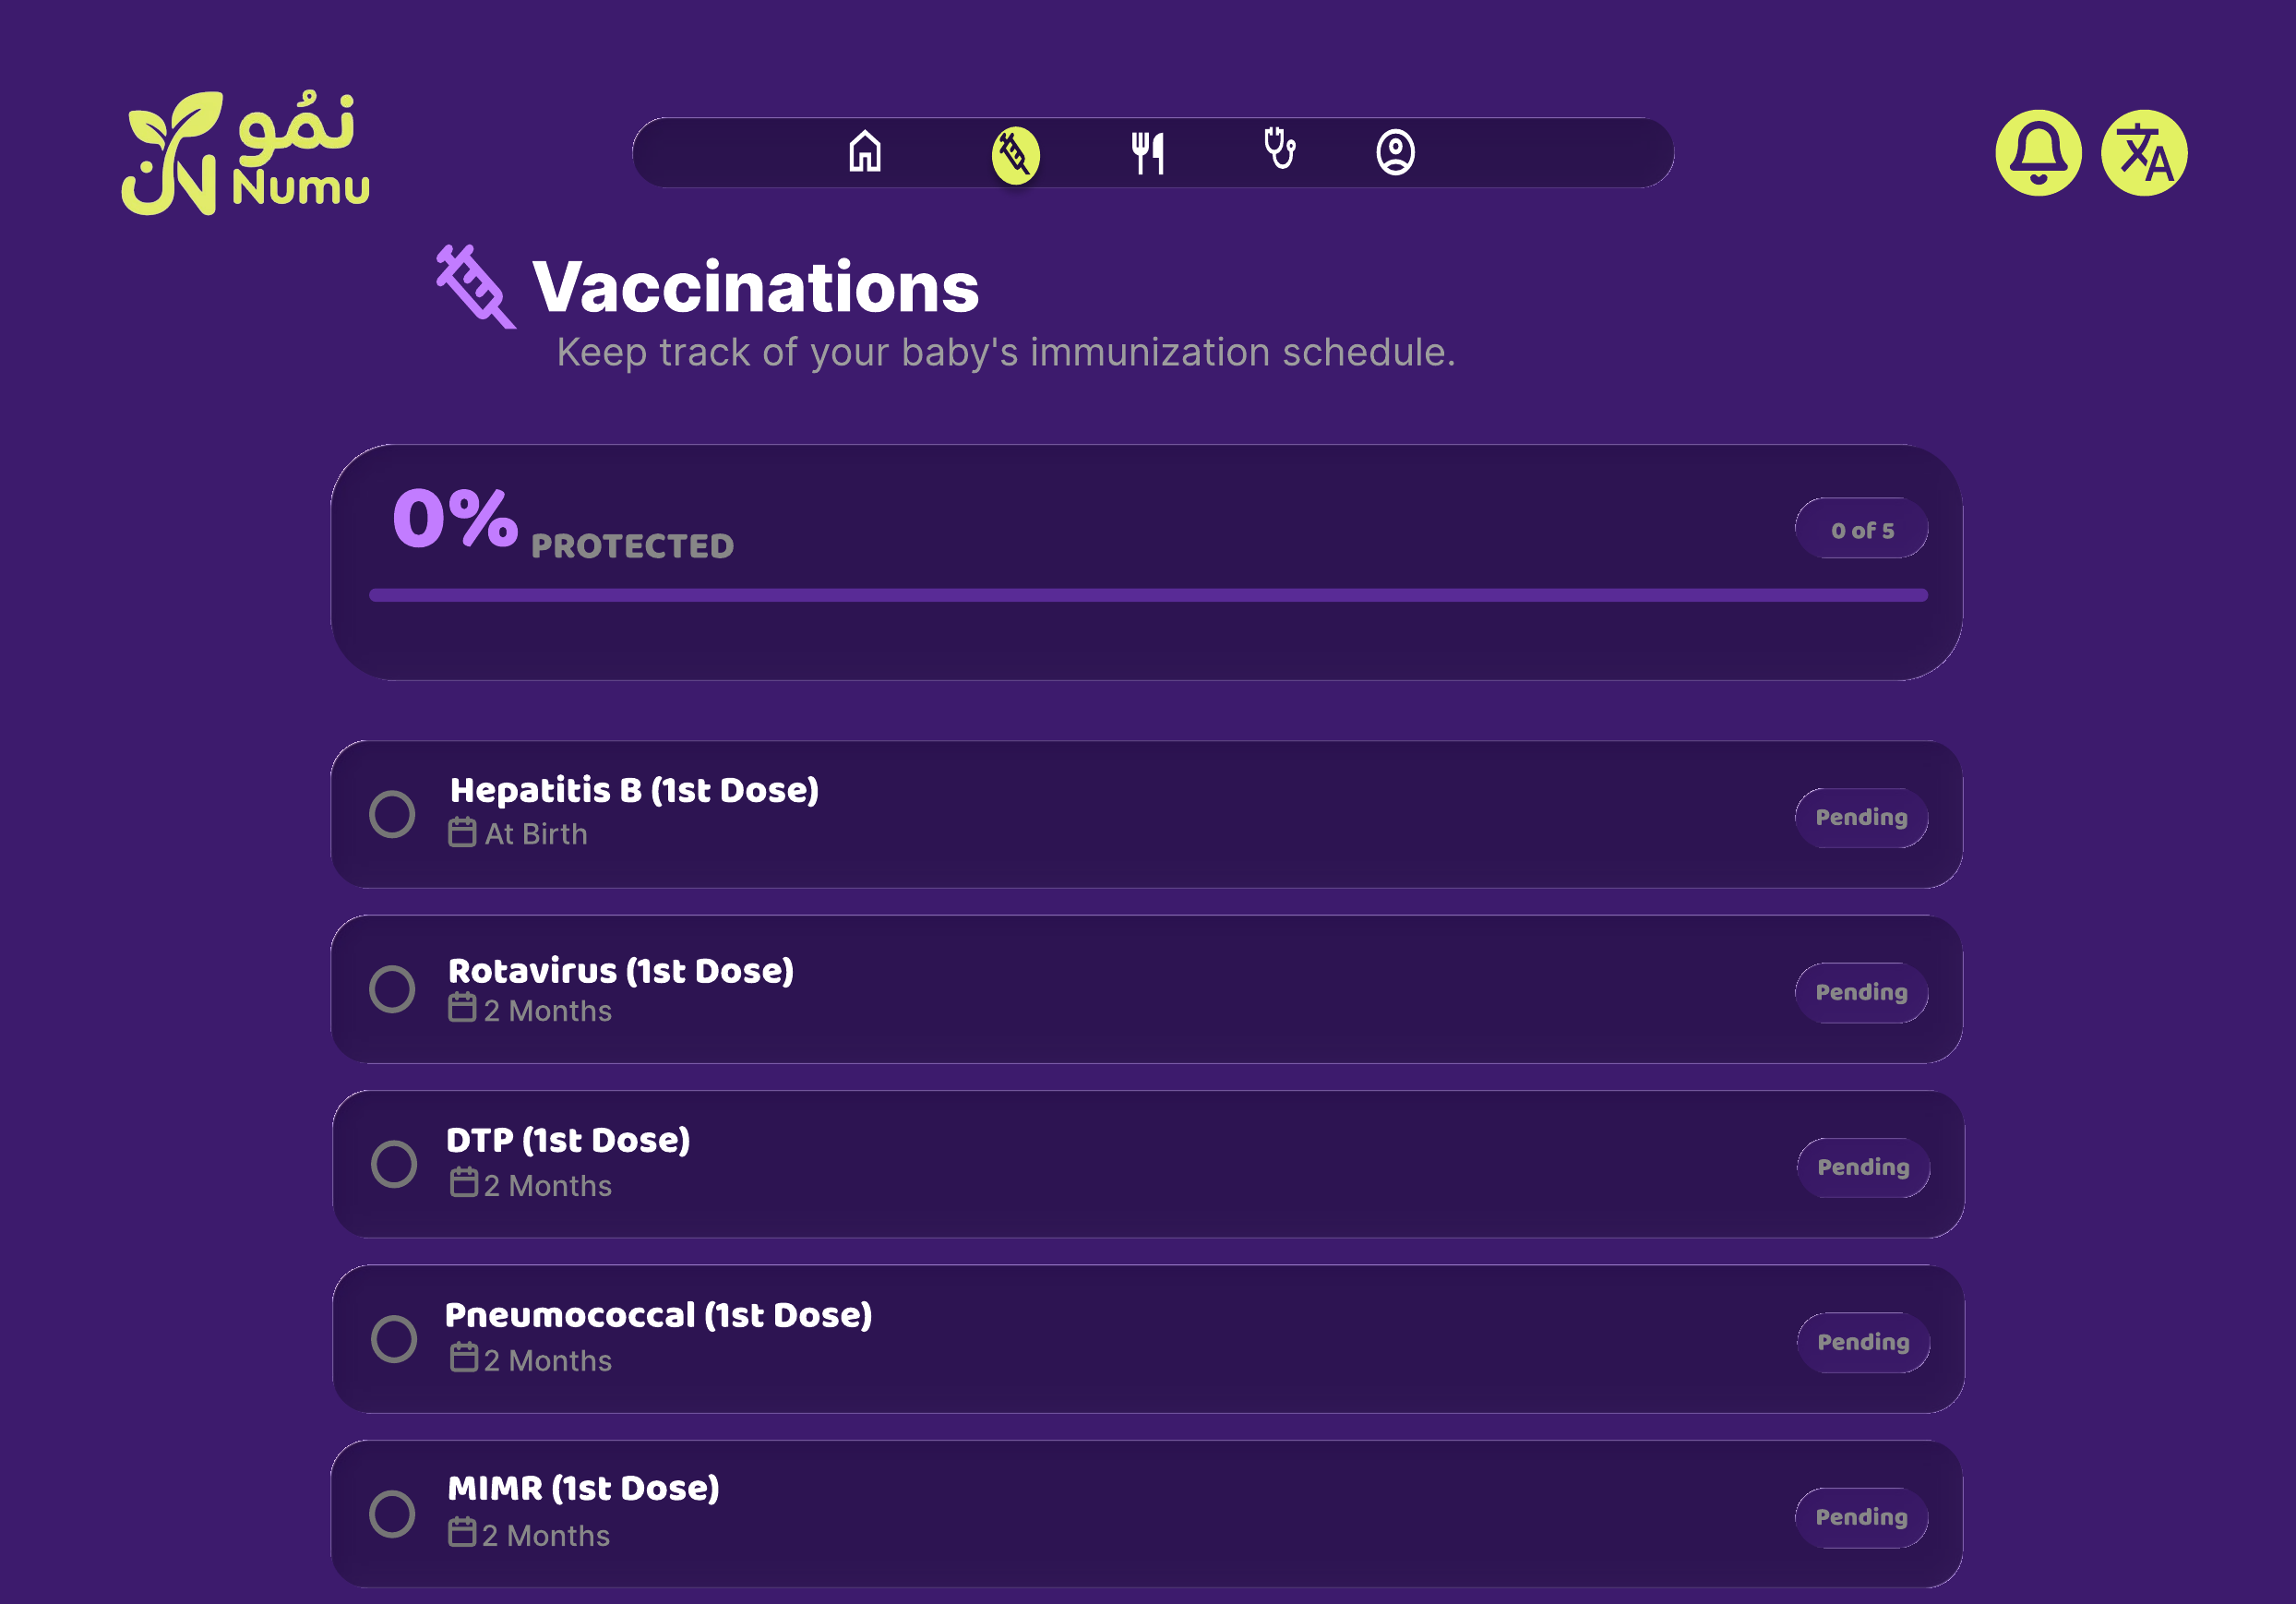 نمُو
Numu
Vaccinations
Keep track of your baby's immunization schedule.
0% PROTECTED
0 of 5
Hepatitis B (1st Dose)
At Birth
Pending
Rotavirus (1st Dose)
2 Months
Pending
DTP (1st Dose)
2 Months
Pending
Pneumococcal (1st Dose)
2 Months
Pending
MIMR (1st Dose)
2 Months
Pending